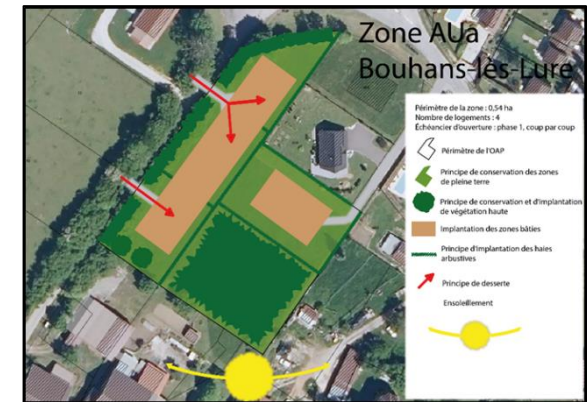 Zone AUa
Bouhans-lès-Lure
Périmètre de la zone : 0,54 ha
Nombre de logements : 4
Échéancier d'ouverture : phase 1, coup par coup
Périmètre de l'OAP
Principe de conservation des zones
de pleine terre
Principe de conservation et d'implantation
de végétation haute
Implantation des zones bâties
Principe d'implantation des haies
arbustives
Principe de desserte
Ensoleillement